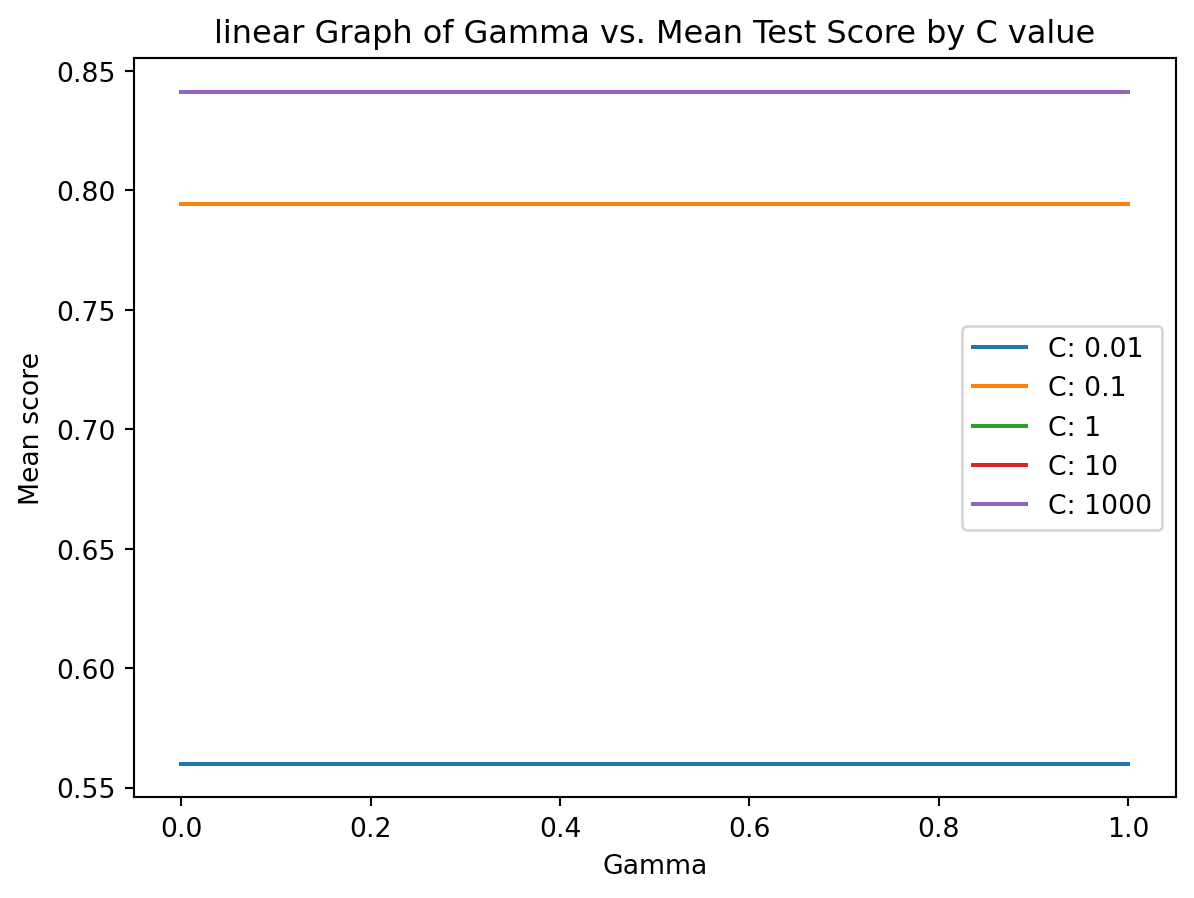 linear Graph of Gamma vs. Mean Test Score by C value
0.85
0.80
0.75
0.70
0.65
0.60
0.55
Mean score
C: 0.01
C: 0.1
C: 1
C: 10
C: 1000
0.0
0.2
0.4
0.6
0.8
1.0
Gamma